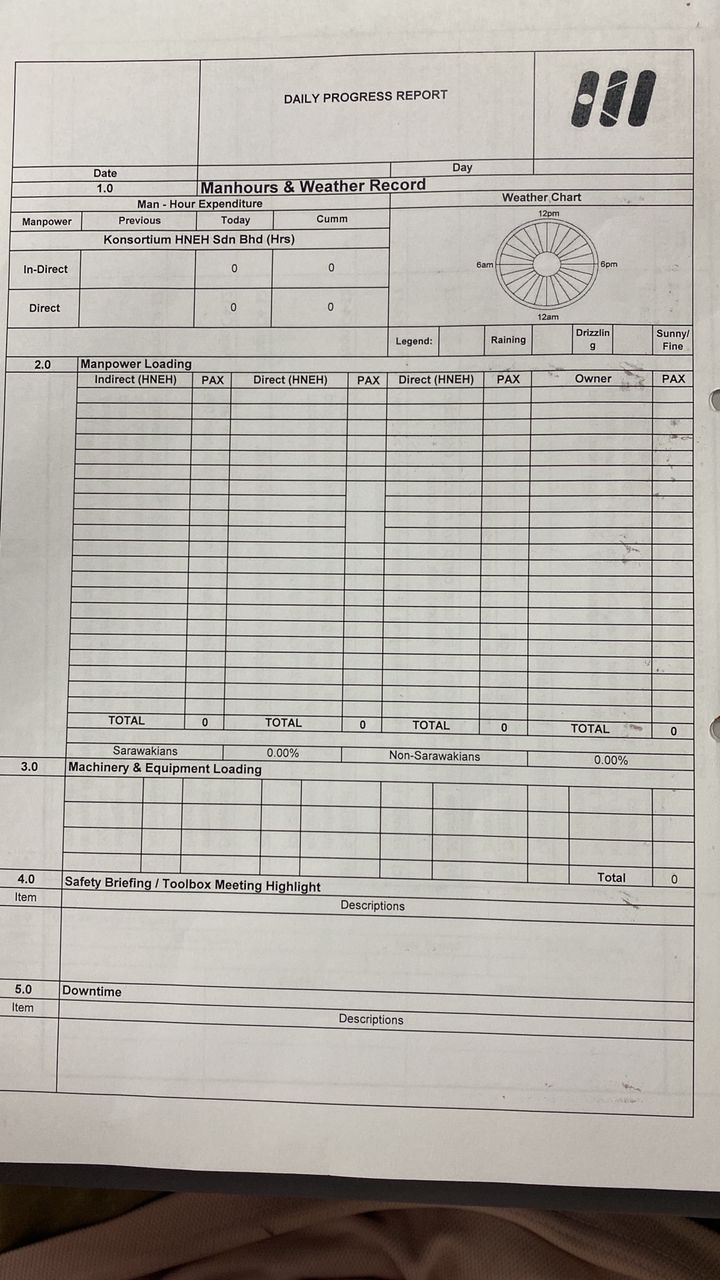 DAILY PROGRESS REPORT
Date Day
1.0 Manhours & Weather Record
Man - Hour Expenditure Weather Chart
Manpower Previous Today Cumm
12pm
Konsortium HNEH Sdn Bhd (Hrs)
6am 6pm
In-Direct 0 0
Direct 0 0
12am
Legend: Raining Drizzlin
g Sunny/
Fine
2.0 Manpower Loading
Indirect (HNEH) PAX Direct (HNEH) PAX Direct (HNEH) PAX Owner PAX
TOTAL 0 TOTAL 0 TOTAL 0 TOTAL 0
Sarawakians 0.00% Non-Sarawakians 0.00%
3.0 Machinery & Equipment Loading
Total 0
4.0 Safety Briefing / Toolbox Meeting Highlight
Item Descriptions
5.0 Downtime
Item Descriptions